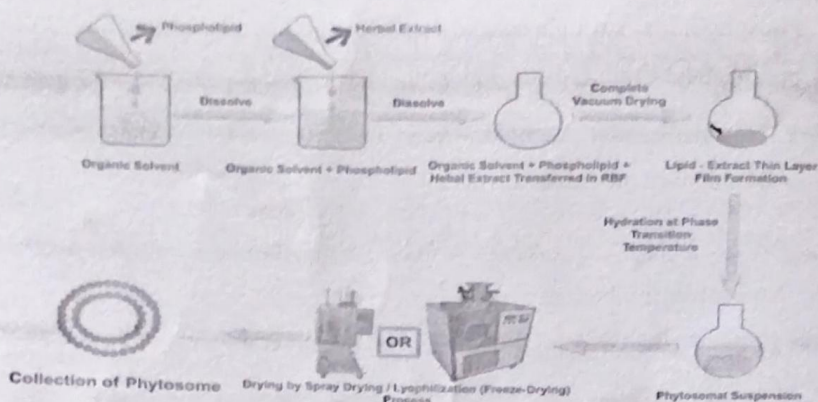 Phospholipid
Herbal Extract
Dissolve
Dissolve
Complete
Vacuum Drying
Organic Solvent
Organic Solvent + Phospholipid
Organic Solvent + Phospholipid +
Hebal Extract Transferred in RBF
Lipid - Extract Thin Layer
Film Formation
Hydration at Phase
Transition
Temperature
OR
Collection of Phytosome
Drying by Spray Drying / Lyophilization (Freeze-Drying)
Process
Phytosomal Suspension